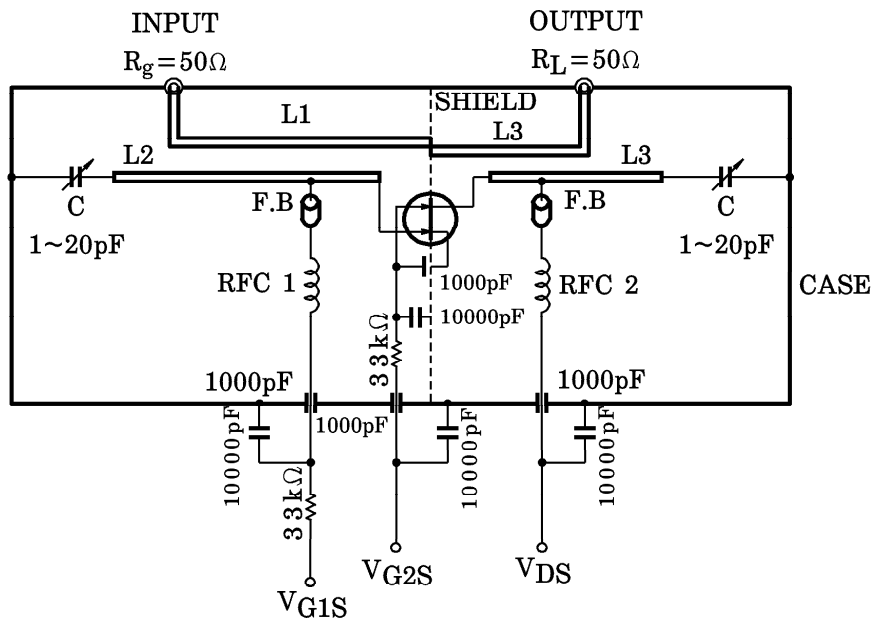 INPUT
Rg=50Ω
OUTPUT
RL=50Ω
SHIELD
L1
L3
L2
L3
F.B
F.B
C
C
1~20pF
1~20pF
RFC 1
1000pF
RFC 2
CASE
10000pF
33kΩ
1000pF
1000pF
1000pF
10000pF
10000pF
10000pF
33kΩ
VG2S
VDS
VG1S